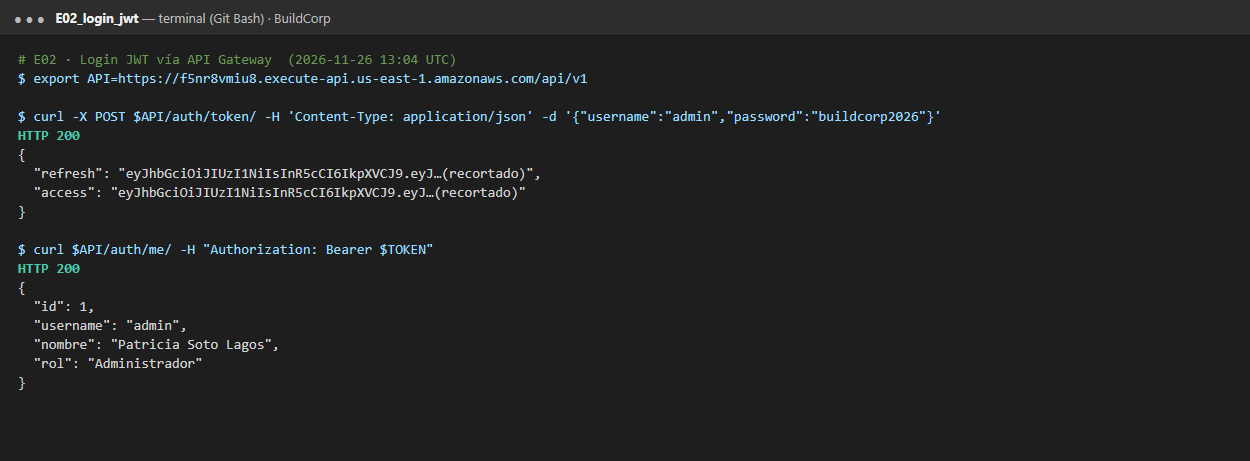 E02_login_jwt — terminal (Git Bash) · BuildCorp
# E02 · Login JWT vía API Gateway  (2026-11-26 13:04 UTC)
$ export API=https://f5nr8vmiu8.execute-api.us-east-1.amazonaws.com/api/v1
$ curl -X POST $API/auth/token/ -H 'Content-Type: application/json' -d '{"username":"admin","password":"buildcorp2026"}'
HTTP 200
{
  "refresh": "eyJhbGciOiJIUzI1NiIsInR5cCI6IkpXVCJ9.eyJ…(recortado)",
  "access": "eyJhbGciOiJIUzI1NiIsInR5cCI6IkpXVCJ9.eyJ…(recortado)"
}
$ curl $API/auth/me/ -H "Authorization: Bearer $TOKEN"
HTTP 200
{
  "id": 1,
  "username": "admin",
  "nombre": "Patricia Soto Lagos",
  "rol": "Administrador"
}